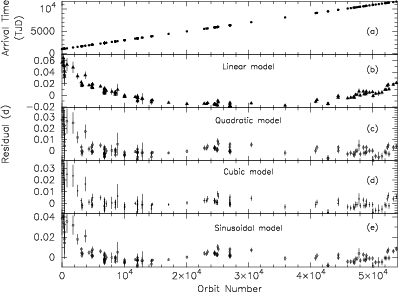 Arrival Time
(TJD)
10⁴
5000
0
(a)
0.06
0.04
0.02
0
−0.02
Linear model
(b)
Residual (d)
0.03
0.02
0.01
0
Quadratic model
(c)
0.03
0.02
0.01
0
Cubic model
(d)
0.04
0.02
0
Sinusoidal model
(e)
0
10⁴
2×10⁴
3×10⁴
4×10⁴
5×10⁴
Orbit Number